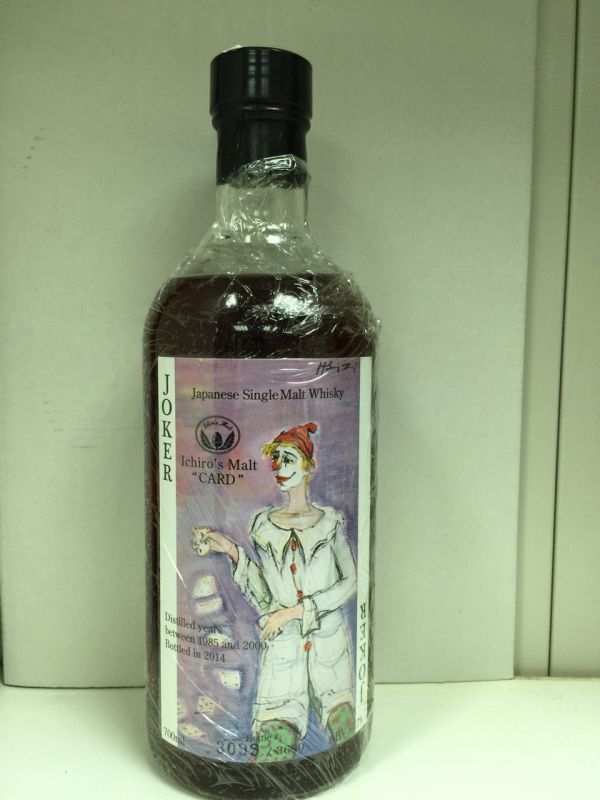 JOKER
Japanese Single Malt Whisky
Ichiro's Malt
"CARD"
Distilled years
between 1985 and 2000
Bottled in 2014
JOKER
700ml
Bottle #